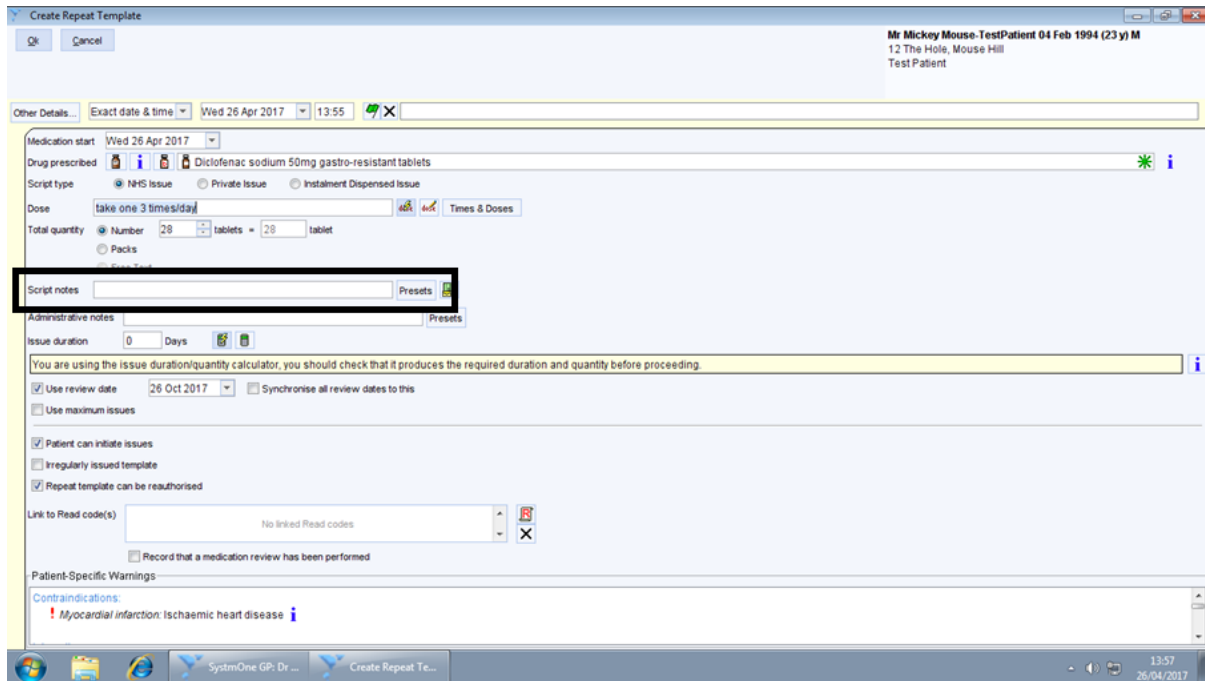 Create Repeat Template
Ok Cancel
Mr Mickey Mouse-TestPatient 04 Feb 1994 (23 y) M
12 The Hole, Mouse Hill
Test Patient
Other Details... Exact date & time Wed 26 Apr 2017 13:55
Medication start Wed 26 Apr 2017
Drug prescribed Diclofenac sodium 50mg gastro-resistant tablets
Script type NHS Issue Private Issue Instalment Dispensed Issue
Dose take one 3 times/day Times & Doses
Total quantity Number 28 tablets = 28 tablet
Packs
Free Text
Script notes Presets
Administrative notes Presets
Issue duration 0 Days
You are using the issue duration/quantity calculator, you should check that it produces the required duration and quantity before proceeding.
Use review date 26 Oct 2017 Synchronise all review dates to this
Use maximum issues
Patient can initiate issues
Irregularly issued template
Repeat template can be reauthorised
Link to Read code(s) No linked Read codes
Record that a medication review has been performed
Patient-Specific Warnings
Contraindications:
! Myocardial infarction: Ischaemic heart disease
SystmOne GP: Dr ... Create Repeat Te... 13:57
26/04/2017